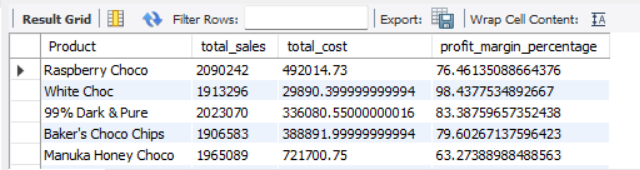 Result Grid Filter Rows: Export: Wrap Cell Content: IA
Product total_sales total_cost profit_margin_percentage
Raspberry Choco 2090242 492014.73 76.46135088664376
White Choc 1913296 29890.399999999994 98.4377534892667
99% Dark & Pure 2023070 336080.55000000016 83.38759657352438
Baker's Choco Chips 1906583 388891.99999999994 79.60267137596423
Manuka Honey Choco 1965089 721700.75 63.27388988488563